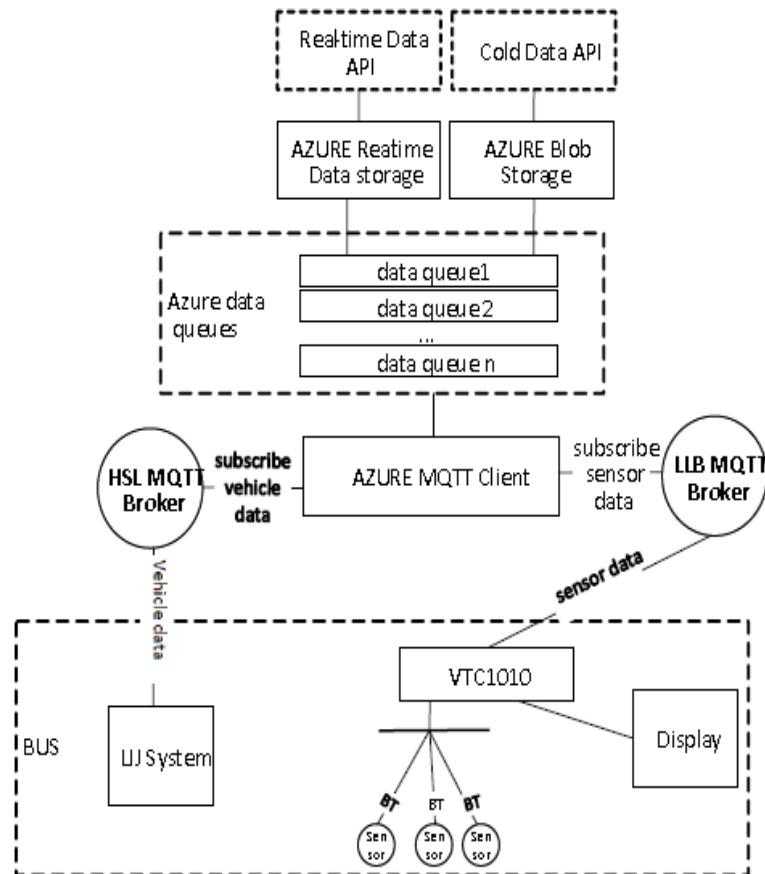 Real-time Data
API
Cold Data API
AZURE Reatime
Data storage
AZURE Blob
Storage
Azure data
queues
data queue1
data queue 2
...
data queue n
HSL MQTT
Broker
subscribe
vehicle
data
AZURE MQTT Client
subscribe
sensor
data
LLB MQTT
Broker
Vehicle data
sensor data
BUS
LIJ System
VTC1010
Display
BT
BT
BT
Sen
sor
Sen
sor
Sen
sor